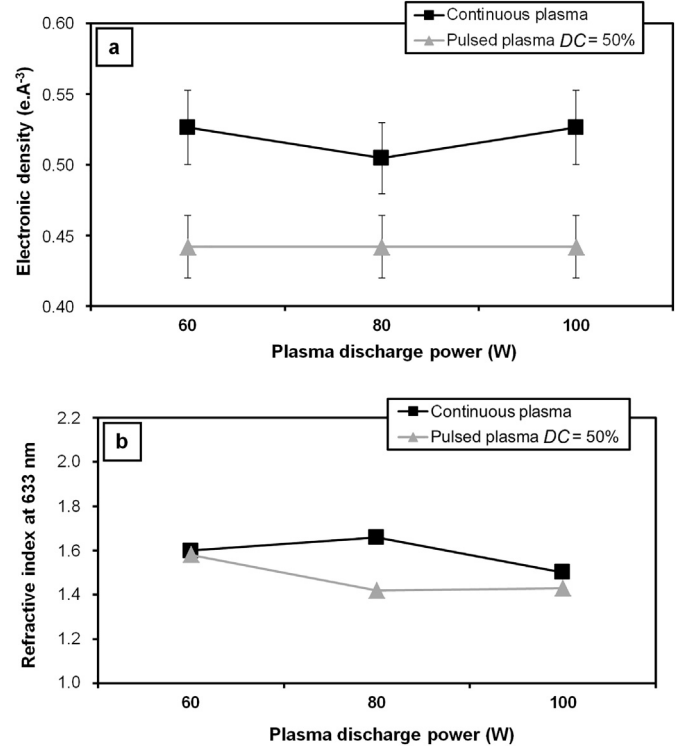 0.60
a
Continuous plasma
Pulsed plasma DC = 50%
0.55
0.50
0.45
0.40
Electronic density (e.A-3)
60 80 100
Plasma discharge power (W)
2.2
b
Continuous plasma
Pulsed plasma DC = 50%
2.0
1.8
1.6
1.4
1.2
1.0
Refractive index at 633 nm
60 80 100
Plasma discharge power (W)